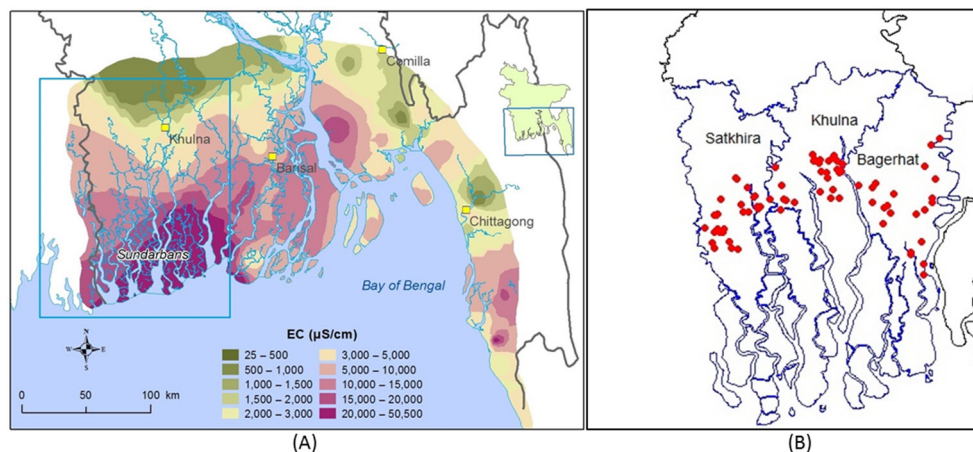 Comilla
Khulna
Barisal
Chittagong
Sundarbans
Bay of Bengal
N
W E
S
EC (µS/cm)
25 – 500
500 – 1,000
1,000 – 1,500
1,500 – 2,000
2,000 – 3,000
3,000 – 5,000
5,000 – 10,000
10,000 – 15,000
15,000 – 20,000
20,000 – 50,500
0 50 100 km
(A)
Khulna
Satkhira
Bagerhat
(B)